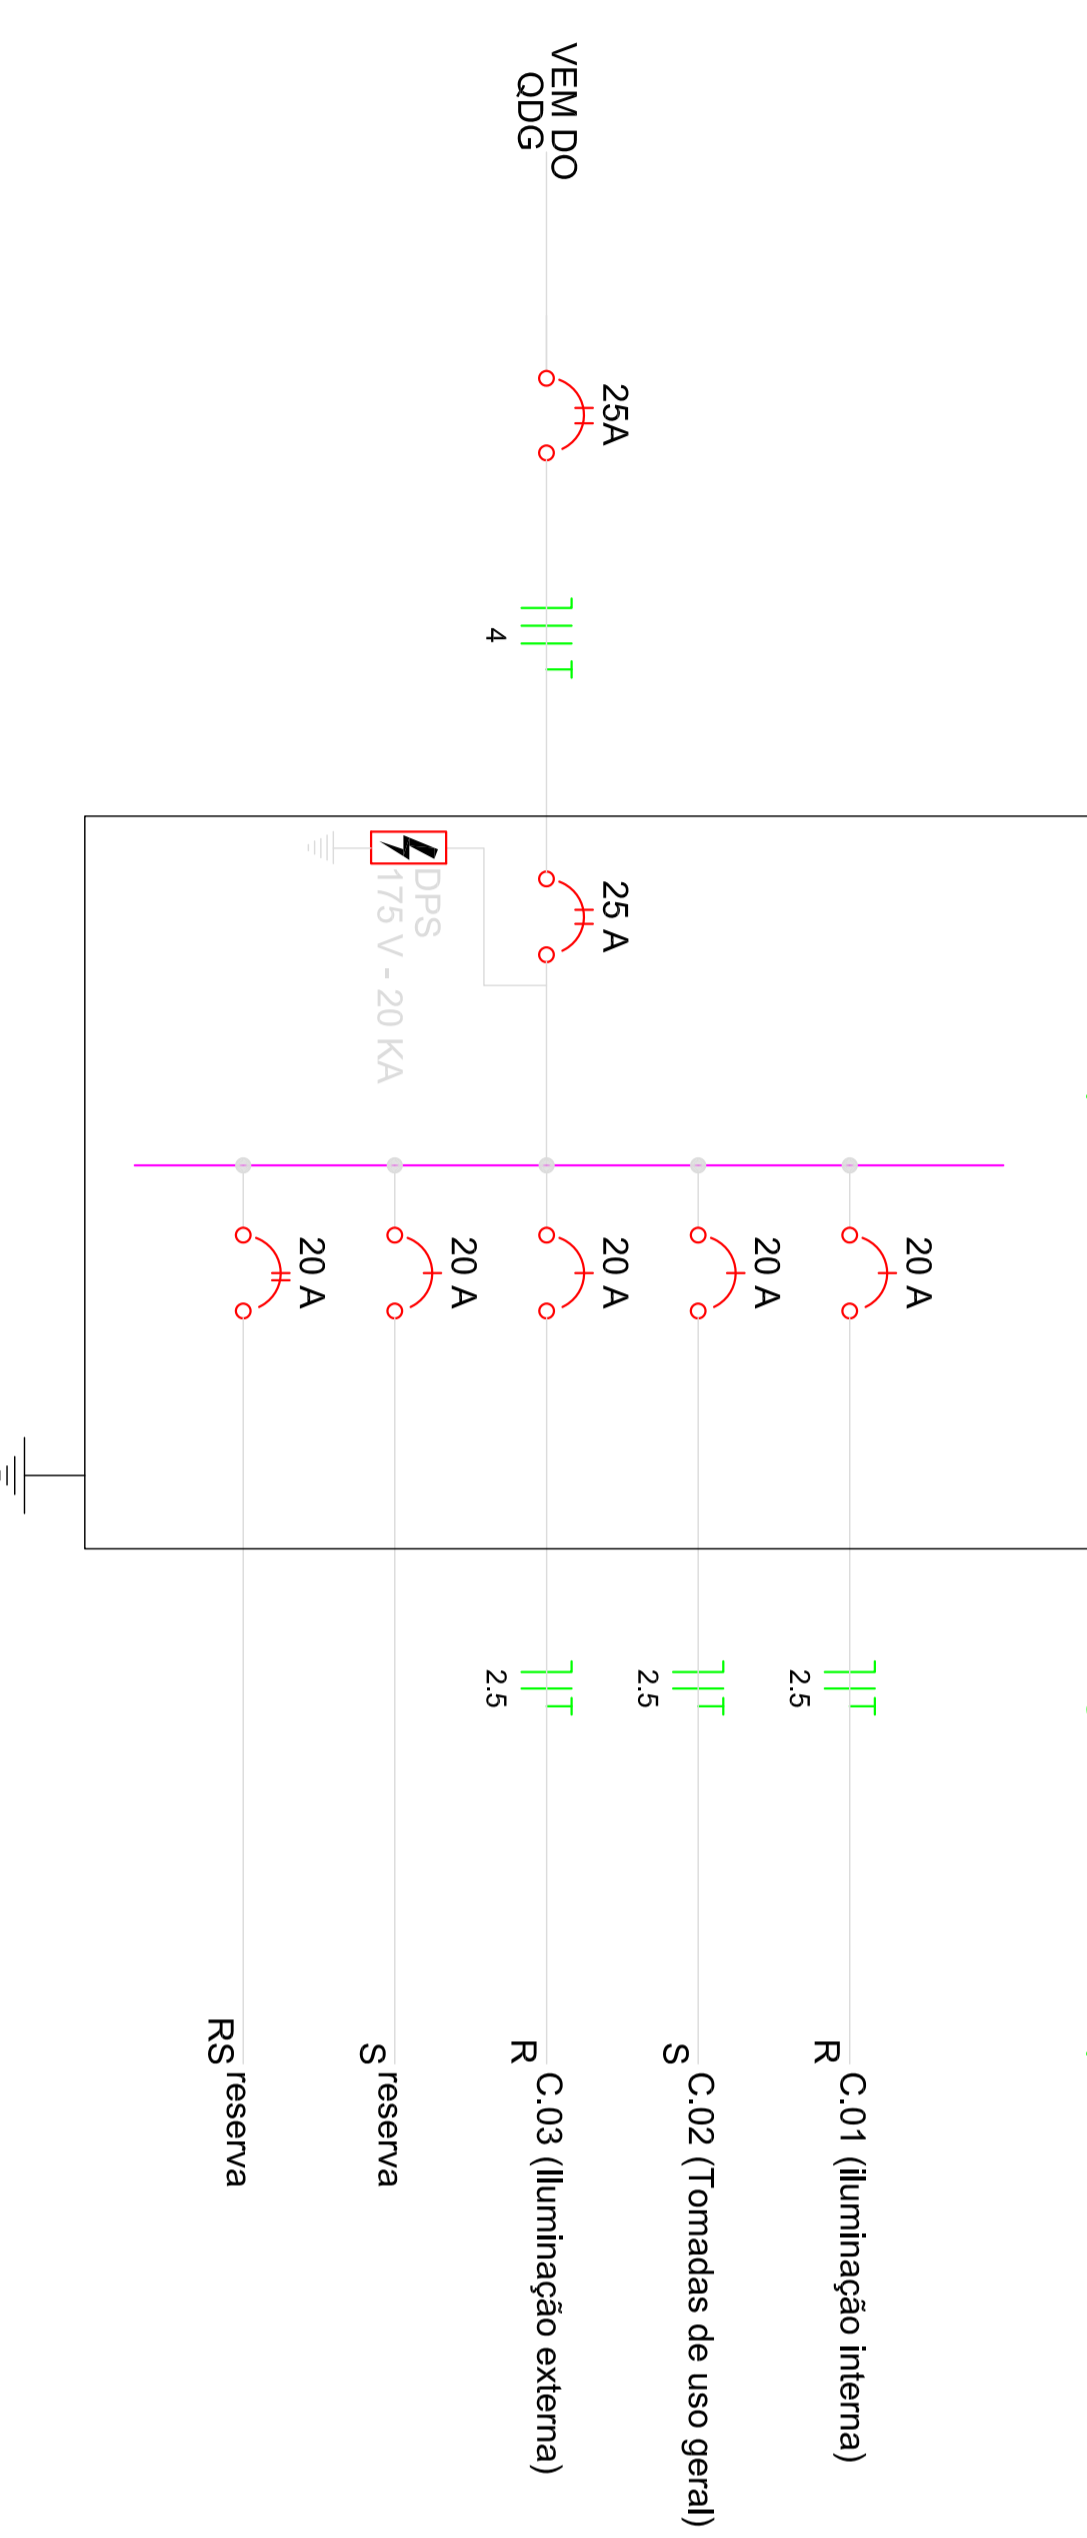 VEM DO
QDG
25A
4
25 A
DPS
175 V - 20 KA
20 A
2.5
R
C.01 (iluminação interna)
20 A
2.5
S
C.02 (Tomadas de uso geral)
20 A
2.5
R
C.03 (Iluminação externa)
20 A
S
reserva
20 A
RS
reserva